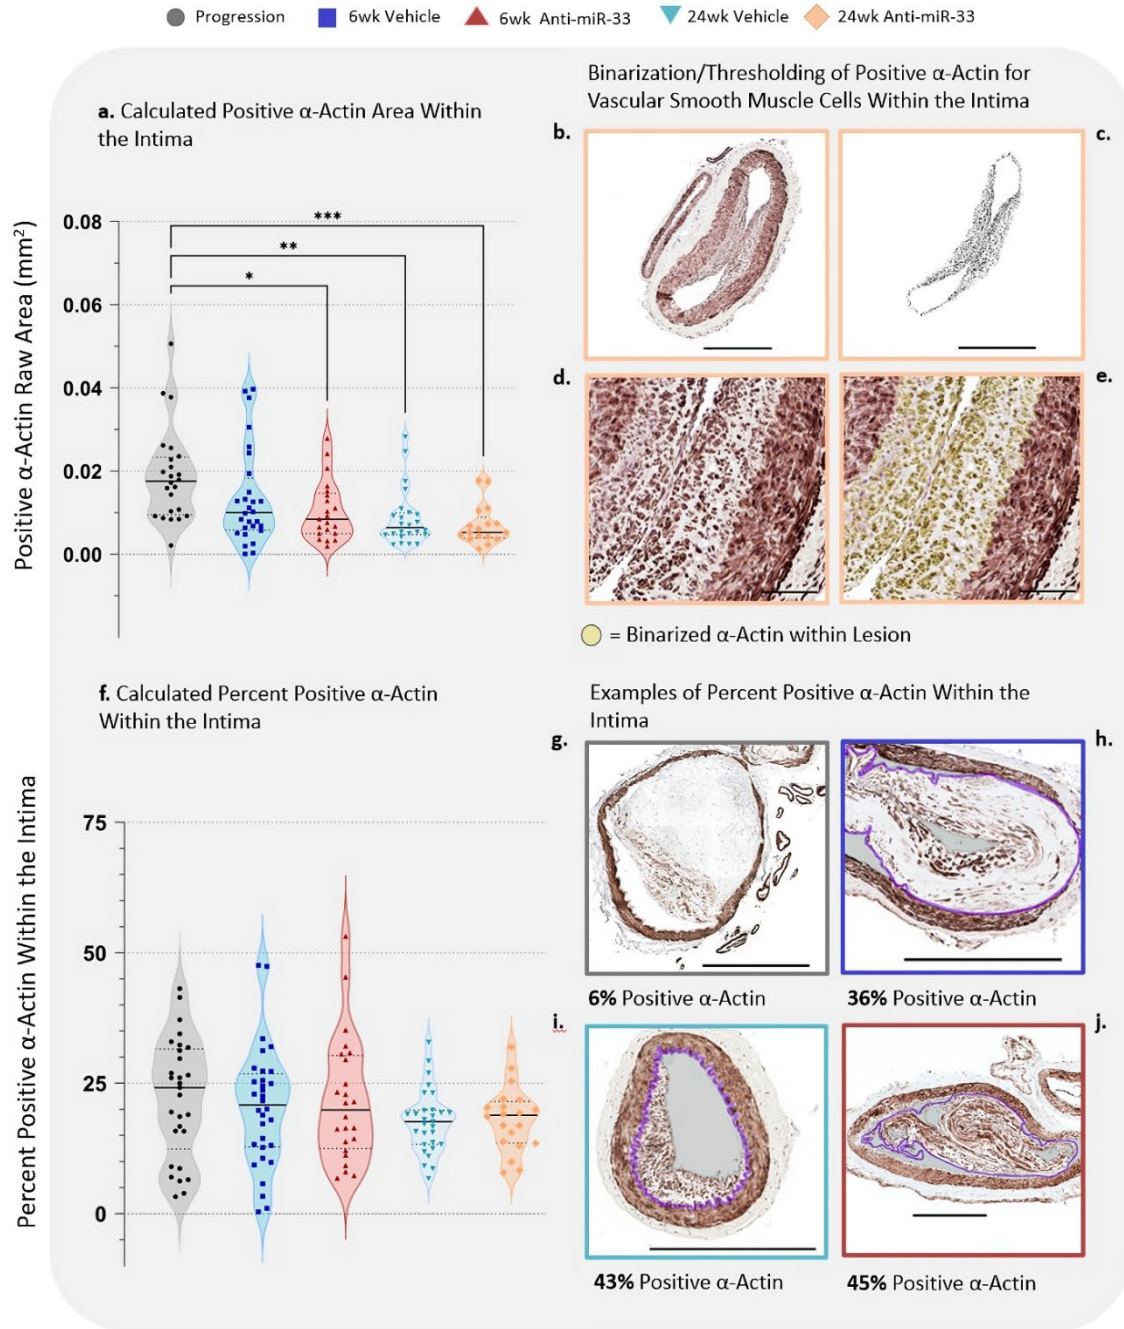 Progression 6wk Vehicle 6wk Anti-miR-33 24wk Vehicle 24wk Anti-miR-33
a. Calculated Positive α-Actin Area Within
the Intima
Positive α-Actin Raw Area (mm²)
0.08
0.06
0.04
0.02
0.00
***
**
*
Binarization/Thresholding of Positive α-Actin for
Vascular Smooth Muscle Cells Within the Intima
b.
c.
d.
e.
= Binarized α-Actin within Lesion
f. Calculated Percent Positive α-Actin
Within the Intima
Percent Positive α-Actin Within the Intima
75
50
25
0
Examples of Percent Positive α-Actin Within the
Intima
g.
h.
6% Positive α-Actin
36% Positive α-Actin
i.
j.
43% Positive α-Actin
45% Positive α-Actin